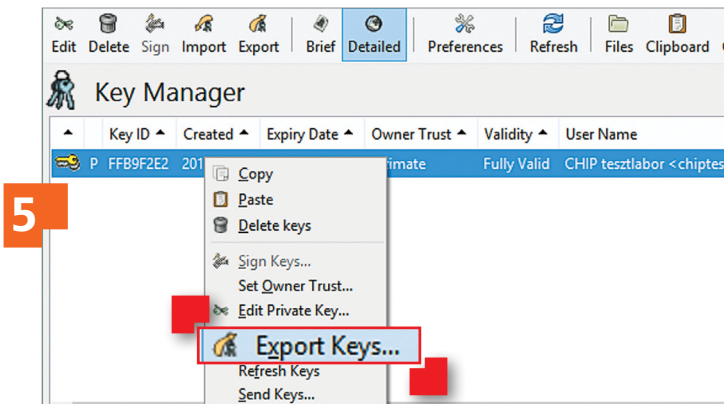 Edit Delete Sign Import Export Brief Detailed Preferences Refresh Files Clipboard
Key Manager
Key ID Created Expiry Date Owner Trust Validity User Name
P FFB9F2E2 201 imate Fully Valid CHIP tesztlabor <chiptes
Copy
Paste
5
Delete keys
Sign Keys...
Set Owner Trust...
Edit Private Key...
Export Keys...
Refresh Keys
Send Keys...